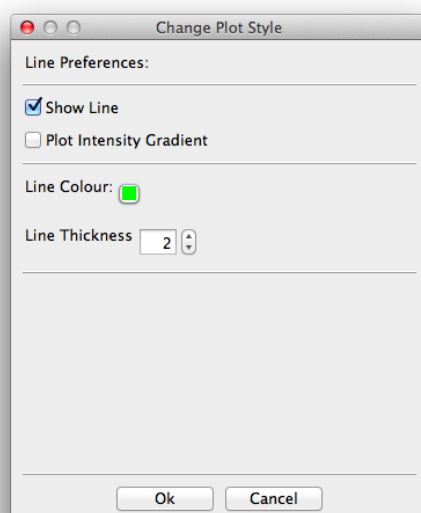 Change Plot Style
Line Preferences:
Show Line
Plot Intensity Gradient
Line Colour:
Line Thickness 2
Ok Cancel